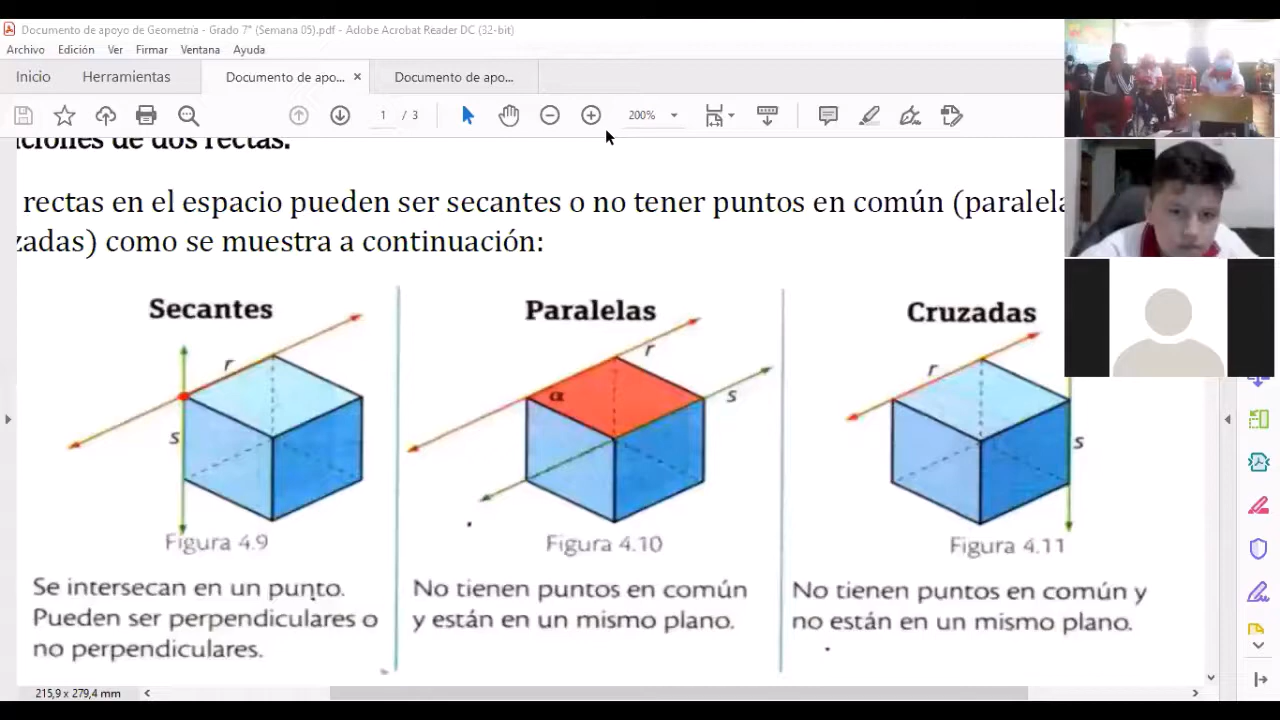 Documento de apoyo de Geometría - Grado 7° (Semana 05).pdf - Adobe Acrobat Reader DC (32-bit)
Archivo Edición Ver Firmar Ventana Ayuda
Inicio Herramientas Documento de apo... × Documento de apo...
1 / 3 200%
ciones de dos rectas.
rectas en el espacio pueden ser secantes o no tener puntos en común (paralela
zadas) como se muestra a continuación:
Secantes Paralelas Cruzadas
r r r
α s
s s
Figura 4.9 Figura 4.10 Figura 4.11
Se intersecan en un punto.
Pueden ser perpendiculares o
no perpendiculares.
No tienen puntos en común
y están en un mismo plano.
No tienen puntos en común y
no están en un mismo plano.
215,9 x 279,4 mm